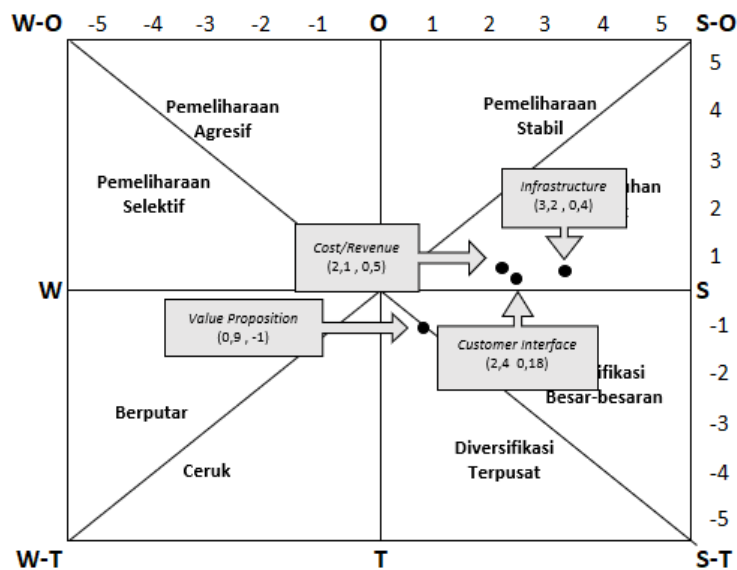 W-O -5 -4 -3 -2 -1 O 1 2 3 4 5 S-O
5
Pemeliharaan
Agresif
Pemeliharaan
Stabil
4
3
Pemeliharaan
Selektif
Infrastructure
(3,2 , 0,4)
2
Cost/Revenue
(2,1 , 0,5)
1
W
S
Value Proposition
(0,9 , -1)
-1
Customer Interface
(2,4 0,18)
-2
Besar-besaran
Berputar
-3
Diversifikasi
Terpusat
Ceruk
-4
-5
W-T T S-T